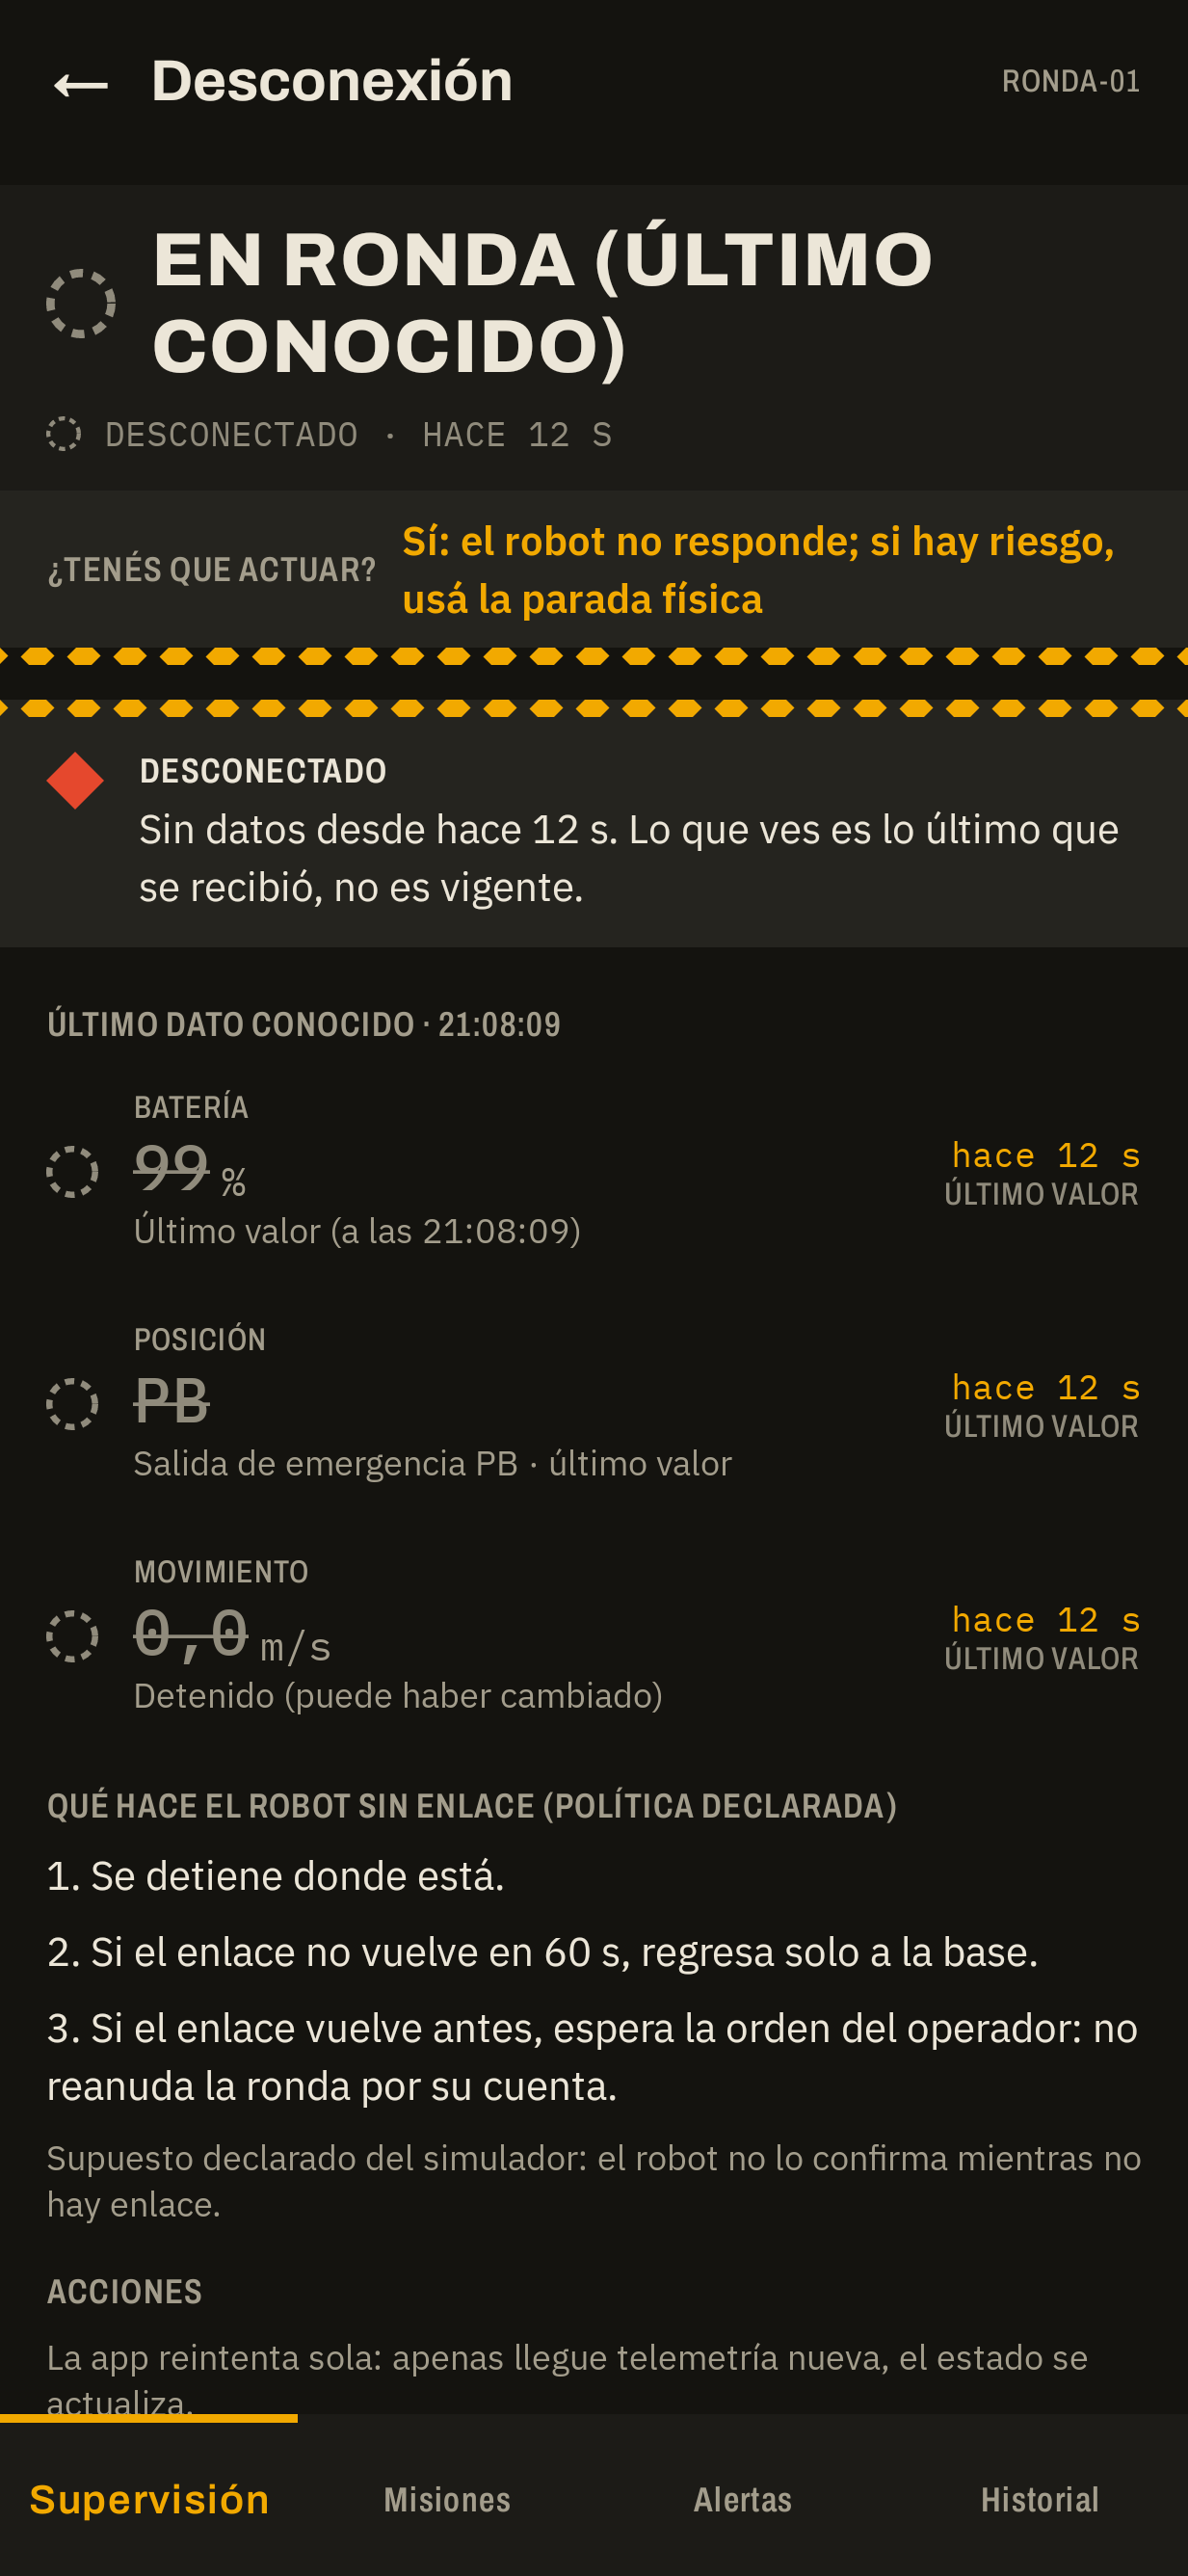 ← Desconexión
RONDA-01
EN RONDA (ÚLTIMO
CONOCIDO)
DESCONECTADO · HACE 12 S
¿TENÉS QUE ACTUAR?
Sí: el robot no responde; si hay riesgo,
usá la parada física
DESCONECTADO
Sin datos desde hace 12 s. Lo que ves es lo último que
se recibió, no es vigente.
ÚLTIMO DATO CONOCIDO · 21:08:09
BATERÍA
99 %
Último valor (a las 21:08:09)
hace 12 s
ÚLTIMO VALOR
POSICIÓN
PB
Salida de emergencia PB · último valor
hace 12 s
ÚLTIMO VALOR
MOVIMIENTO
0,0 m/s
Detenido (puede haber cambiado)
hace 12 s
ÚLTIMO VALOR
QUÉ HACE EL ROBOT SIN ENLACE (POLÍTICA DECLARADA)
1. Se detiene donde está.
2. Si el enlace no vuelve en 60 s, regresa solo a la base.
3. Si el enlace vuelve antes, espera la orden del operador: no
reanuda la ronda por su cuenta.
Supuesto declarado del simulador: el robot no lo confirma mientras no
hay enlace.
ACCIONES
La app reintenta sola: apenas llegue telemetría nueva, el estado se
actualiza.
Supervisión
Misiones
Alertas
Historial